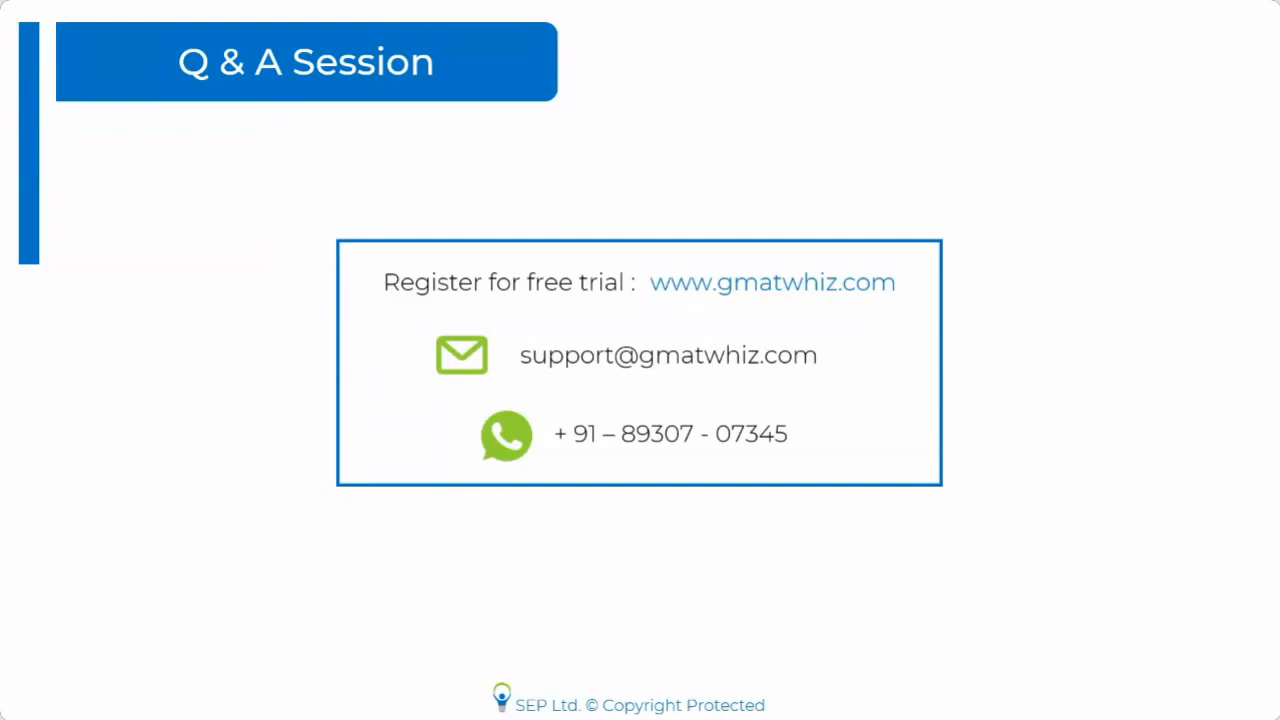 Q & A Session
Register for free trial : www.gmatwhiz.com
support@gmatwhiz.com
+ 91 – 89307 - 07345
SEP Ltd. © Copyright Protected